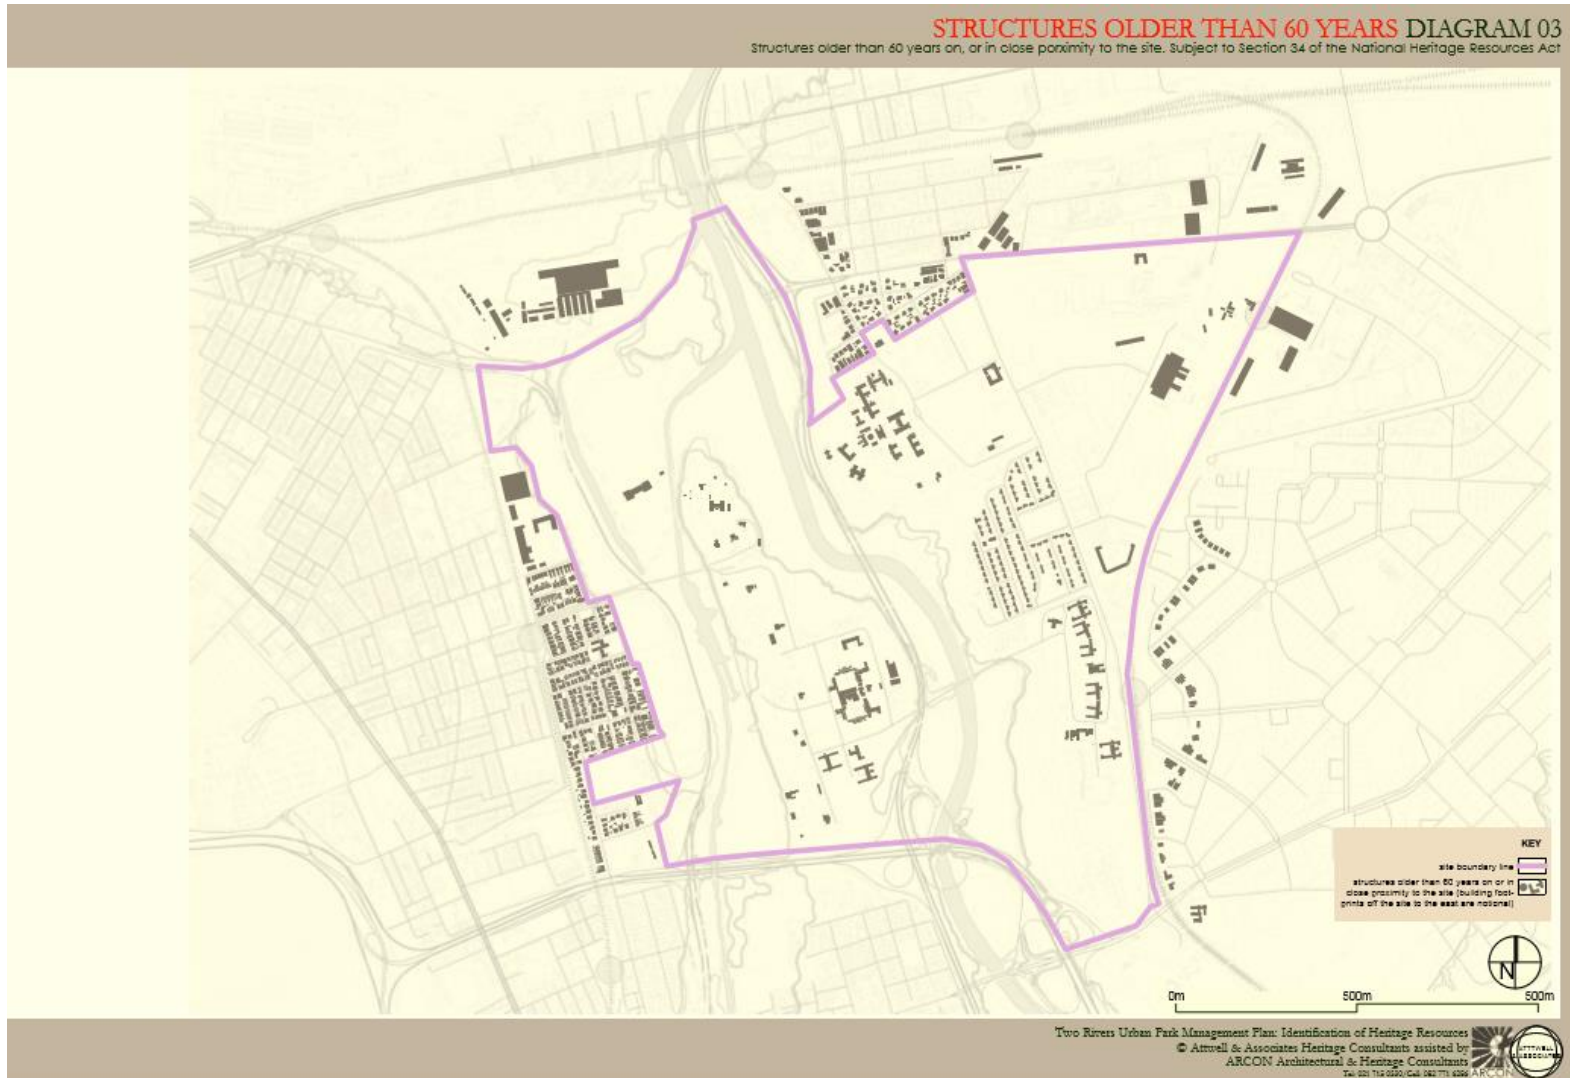 STRUCTURES OLDER THAN 60 YEARS DIAGRAM 03
Structures older than 60 years on, or in close porximity to the site. Subject to Section 34 of the National Heritage Resources Act
KEY
site boundary line
structures older than 60 years on or in
close proximity to the site (building foot-
prints off the site to the east are notional)
N
0m 500m 500m
Two Rivers Urban Park Management Plan: Identification of Heritage Resources
© Attwell & Associates Heritage Consultants assisted by
ARCON Architectural & Heritage Consultants
ARCON
ATTWELL
& ASSOCIATES